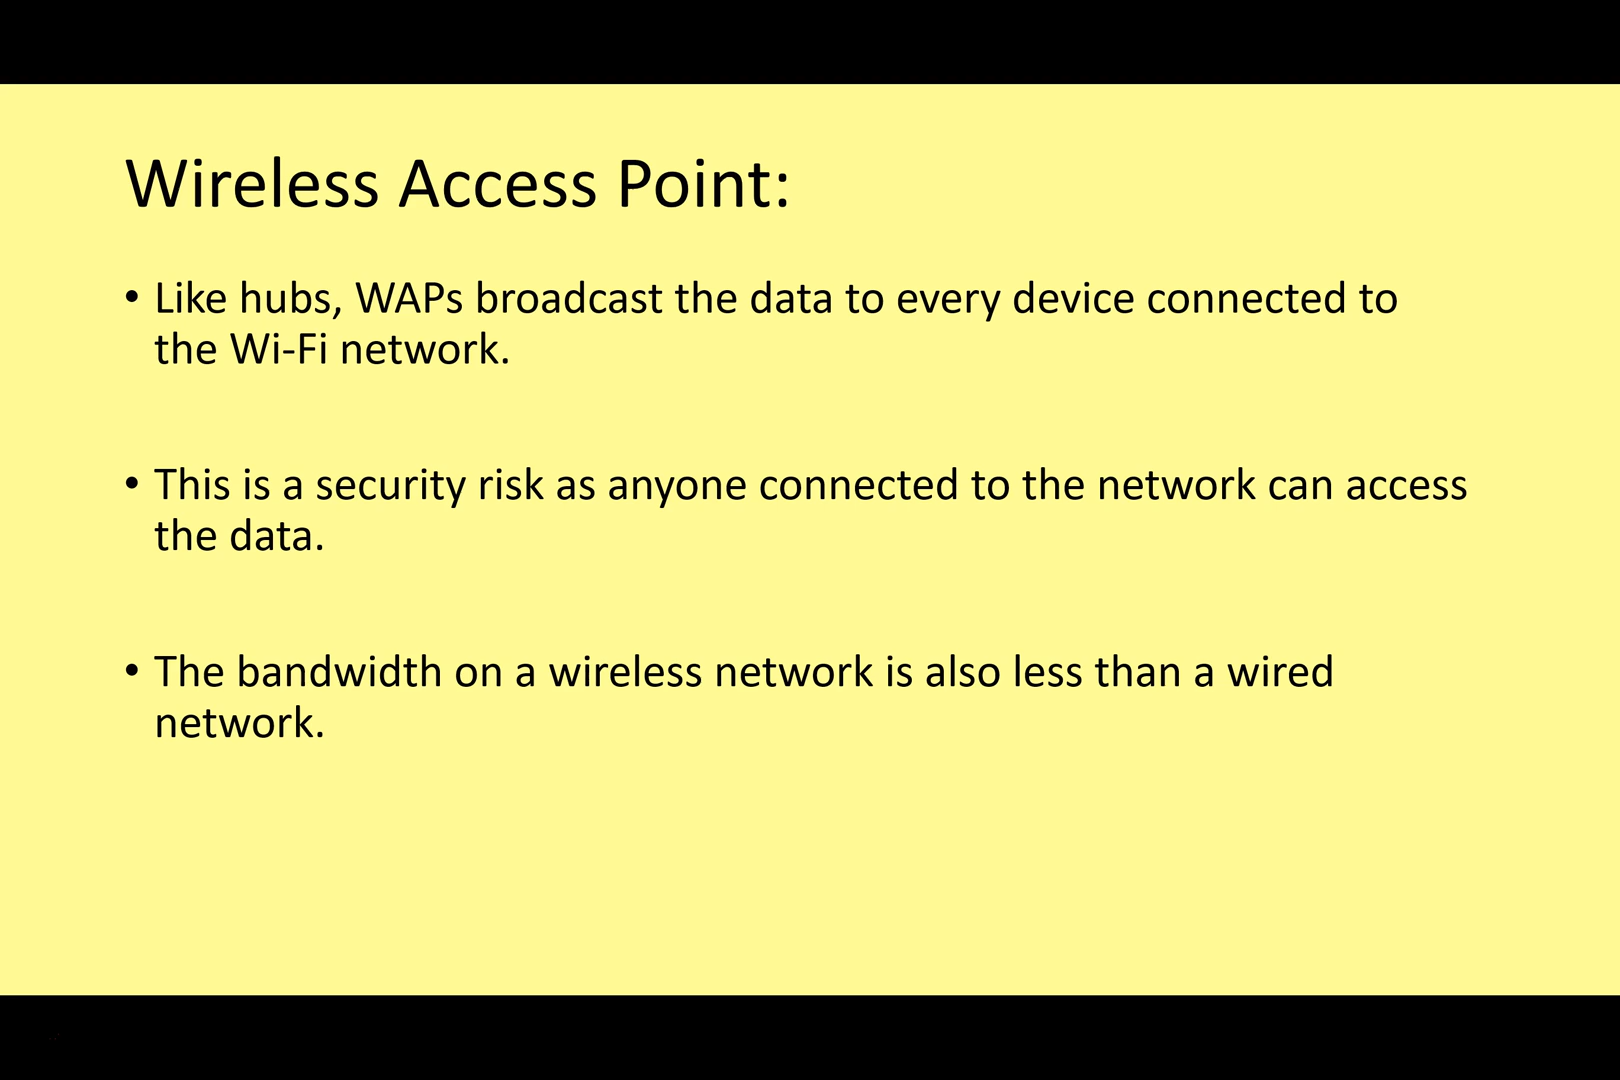 Wireless Access Point:
• Like hubs, WAPs broadcast the data to every device connected to
the Wi-Fi network.
• This is a security risk as anyone connected to the network can access
the data.
• The bandwidth on a wireless network is also less than a wired
network.